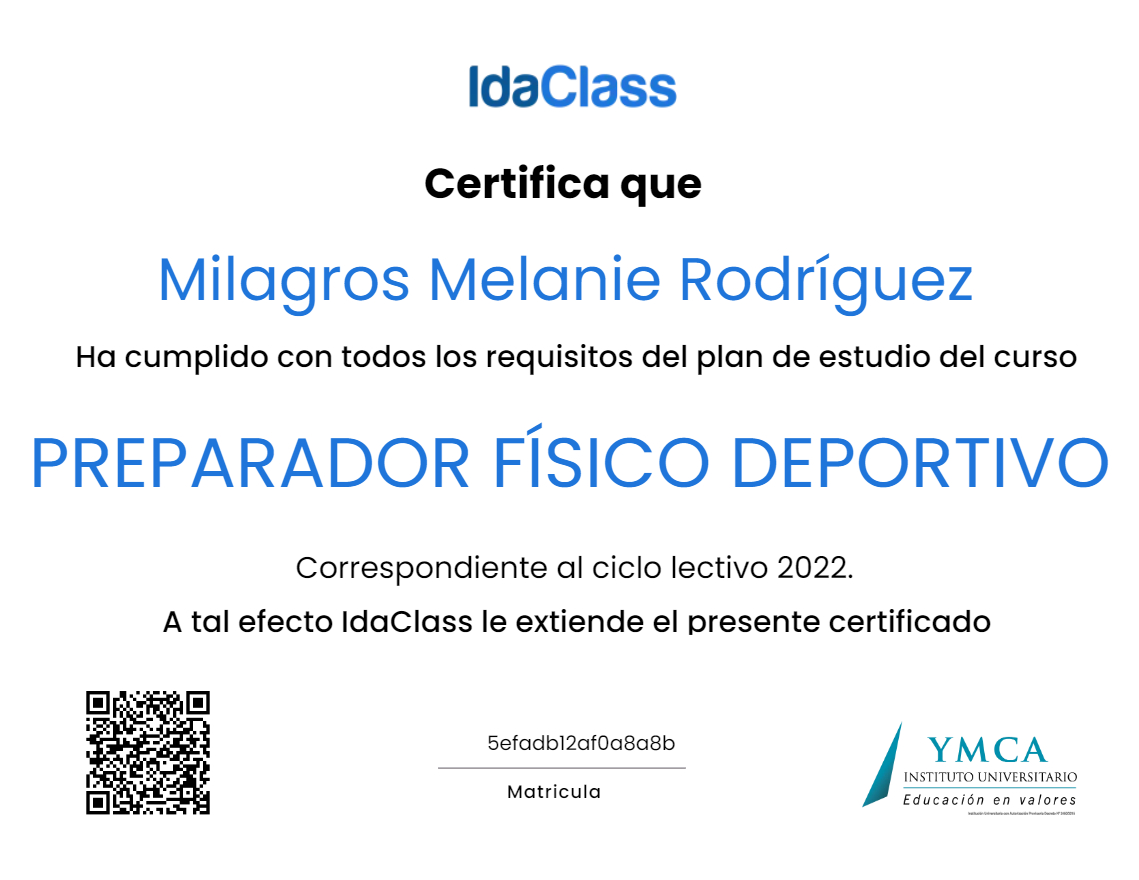 IdaClass
Certifica que
Milagros Melanie Rodríguez
Ha cumplido con todos los requisitos del plan de estudio del curso
PREPARADOR FÍSICO DEPORTIVO
Correspondiente al ciclo lectivo 2022.
A tal efecto IdaClass le extiende el presente certificado
5efadb12af0a8a8b
Matricula
YMCA
INSTITUTO UNIVERSITARIO
Educación en valores